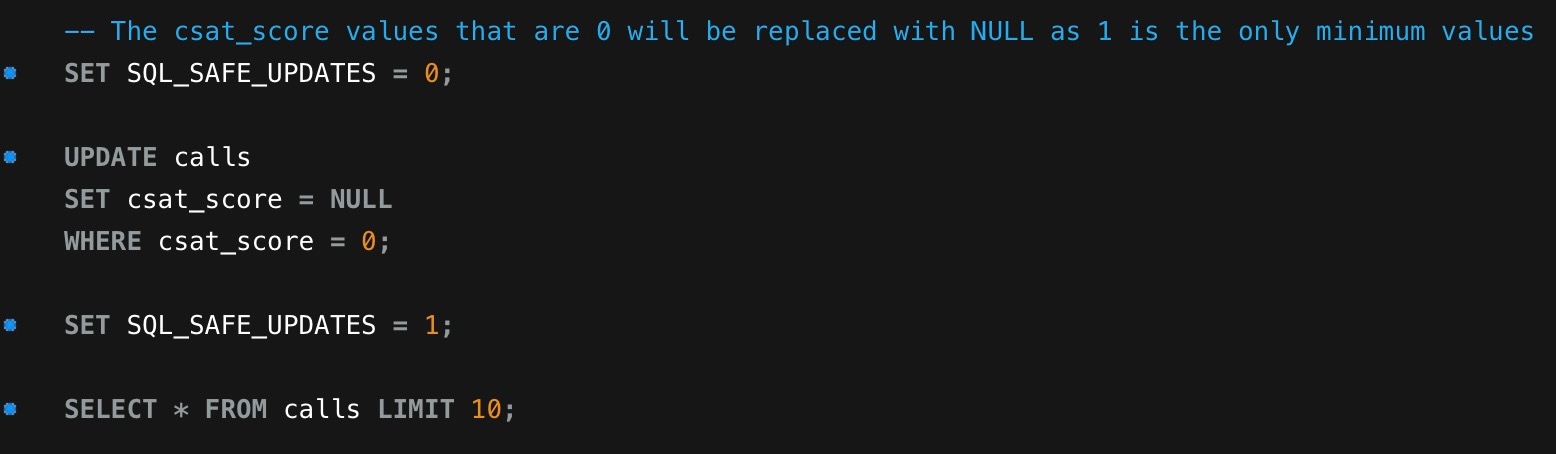 -- The csat_score values that are 0 will be replaced with NULL as 1 is the only minimum values
SET SQL_SAFE_UPDATES = 0;
UPDATE calls
SET csat_score = NULL
WHERE csat_score = 0;
SET SQL_SAFE_UPDATES = 1;
SELECT * FROM calls LIMIT 10;